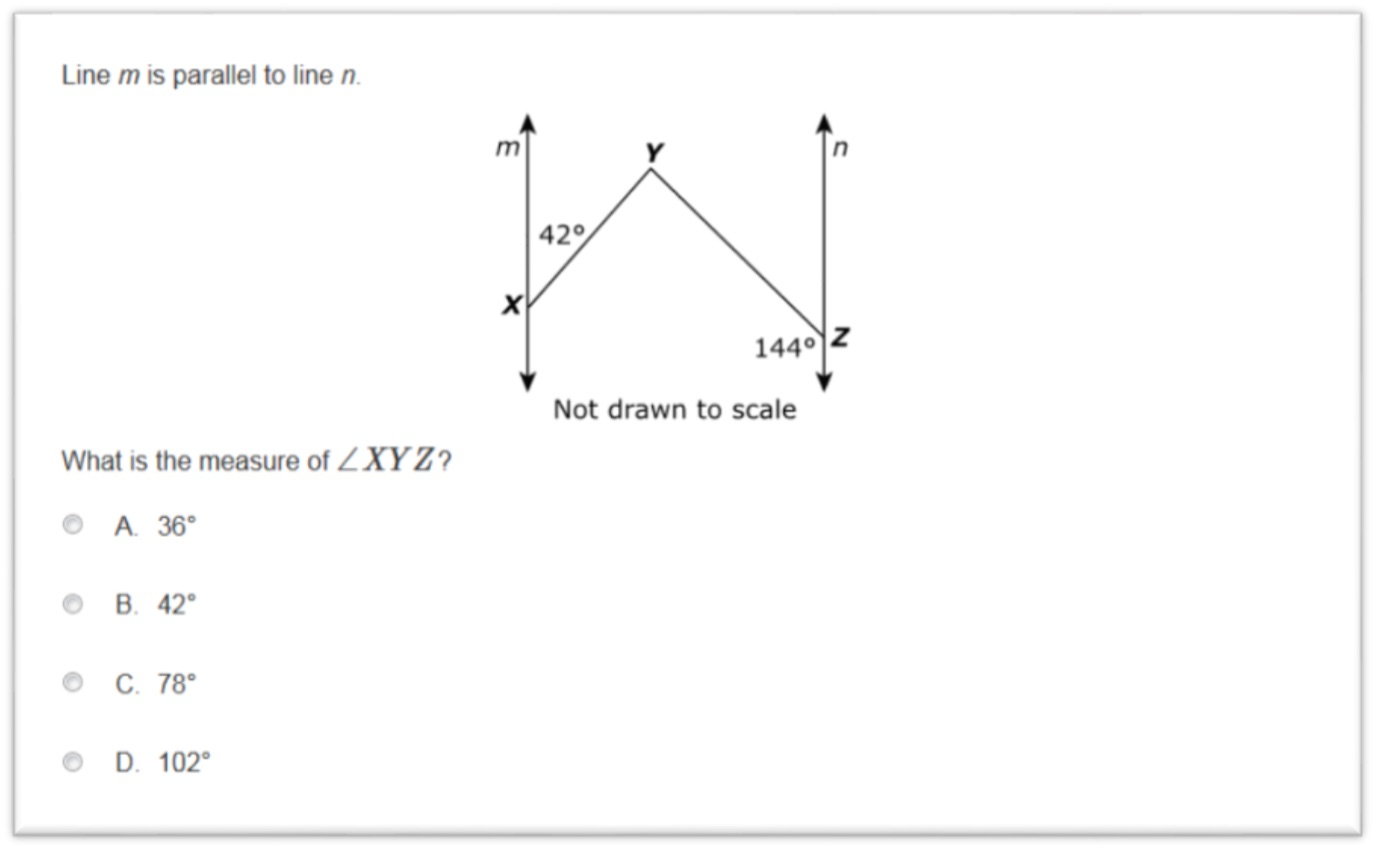 Line m is parallel to line n.
m
Y
n
42°
X
144°
Z
Not drawn to scale
What is the measure of ∠XYZ?
A. 36°
B. 42°
C. 78°
D. 102°